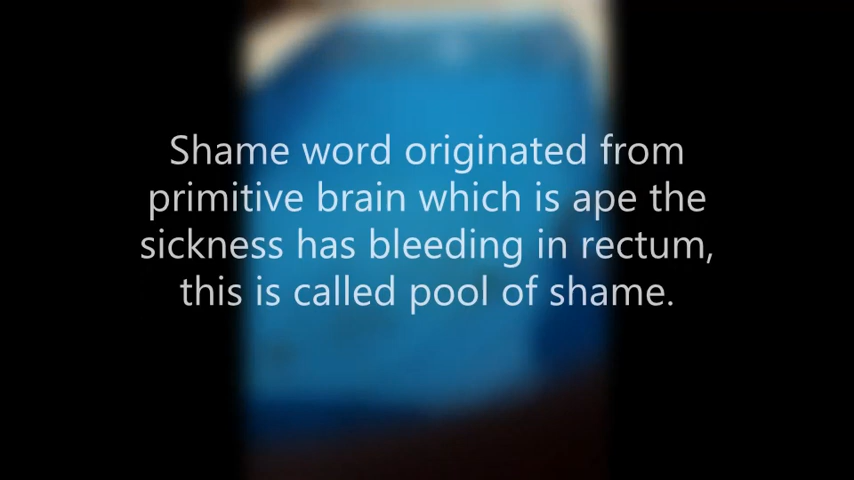 Shame word originated from
primitive brain which is ape the
sickness has bleeding in rectum,
this is called pool of shame.